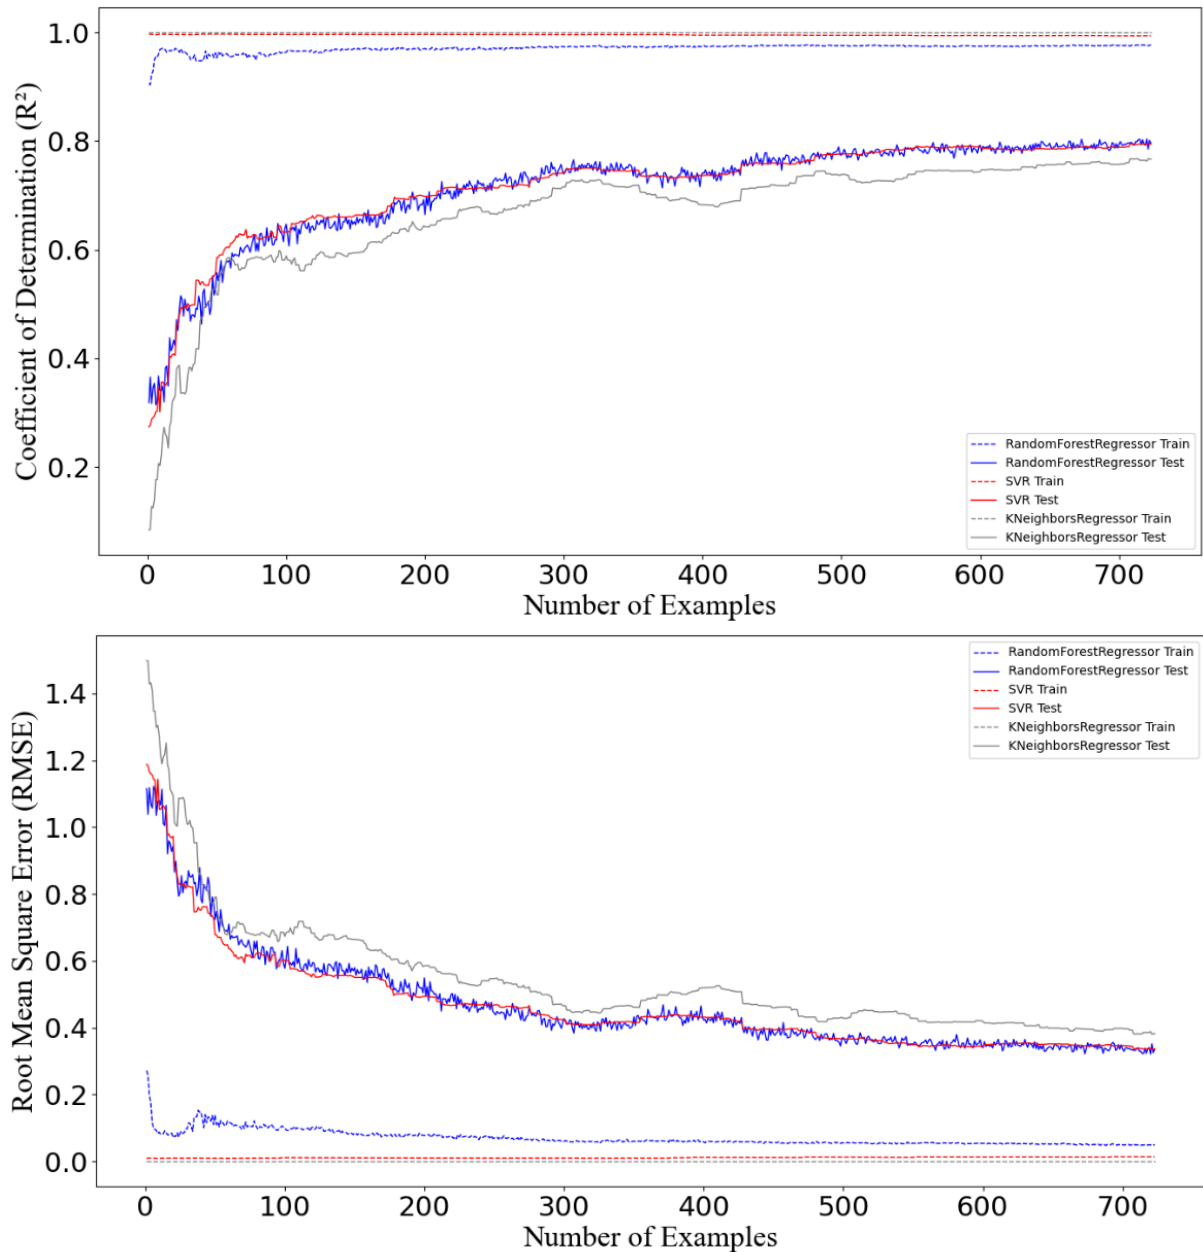 Coefficient of Determination (R²)
1.0
0.8
0.6
0.4
0.2
RandomForestRegressor Train
RandomForestRegressor Test
SVR Train
SVR Test
KNeighborsRegressor Train
KNeighborsRegressor Test
0 100 200 300 400 500 600 700
Number of Examples
Root Mean Square Error (RMSE)
1.4
1.2
1.0
0.8
0.6
0.4
0.2
0.0
RandomForestRegressor Train
RandomForestRegressor Test
SVR Train
SVR Test
KNeighborsRegressor Train
KNeighborsRegressor Test
0 100 200 300 400 500 600 700
Number of Examples